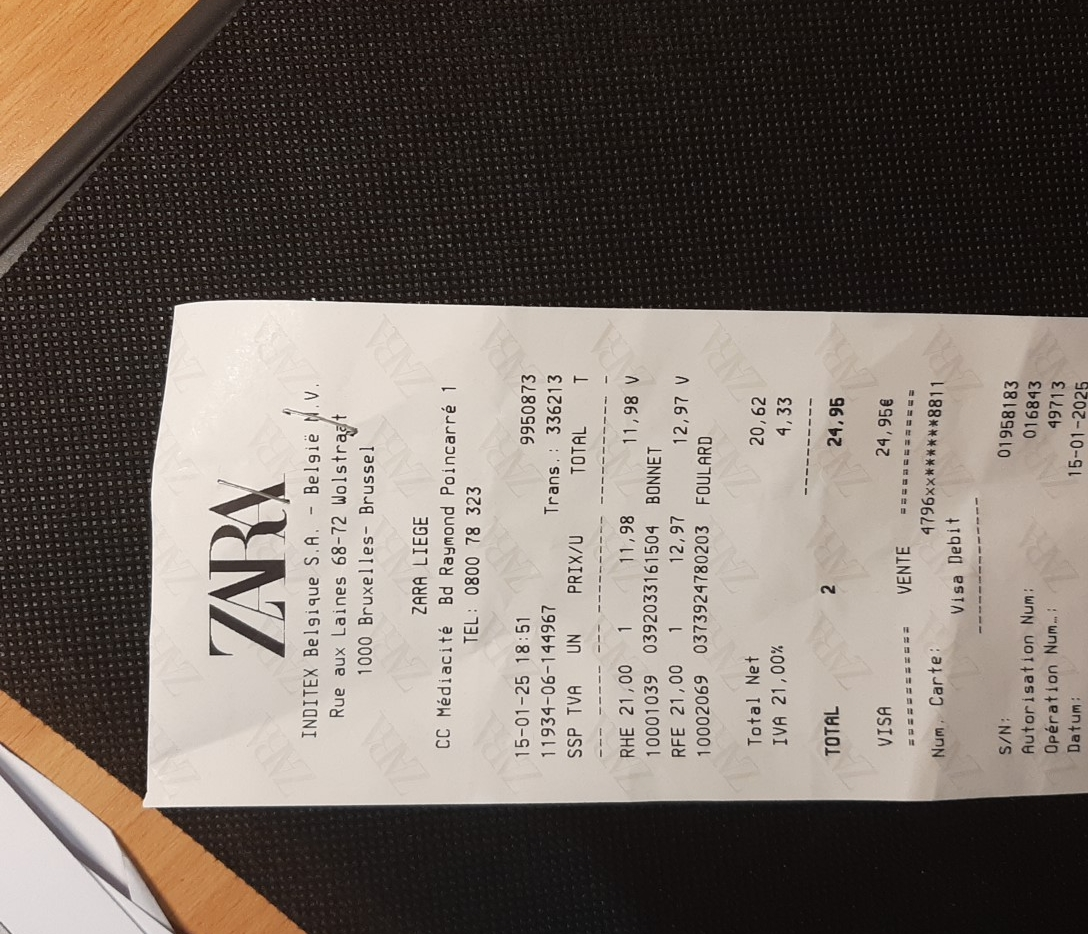 ZARA
INDITEX Belgique S.A. - België N.V.
Rue aux Laines 68-72 Wolstraat
1000 Bruxelles- Brussel
ZARA LIEGE
CC Médiacité Bd Raymond Poincarré 1
TEL: 0800 78 323
15-01-25 18:51 9950873
11934-06-144967 Trans.: 336213
SSP TVA UN PRIX/U TOTAL T
--- ----- --- --------- --------- -
RHE 21,00 1 11,98 11,98 V
10001039 03920331615​04 BONNET
RFE 21,00 1 12,97 12,97 V
10002069 03739247802​03 FOULARD
Total Net 20,62
IVA 21,00% 4,33
----------
TOTAL 2 24,95
VISA 24,95€
=========== VENTE ===========
Num. Carte: 4796xx******8811
Visa Debit
---------------
S/N: 01958183
Autorisation Num: 016843
Opération Num.: 49713
Datum: 15-01-2025